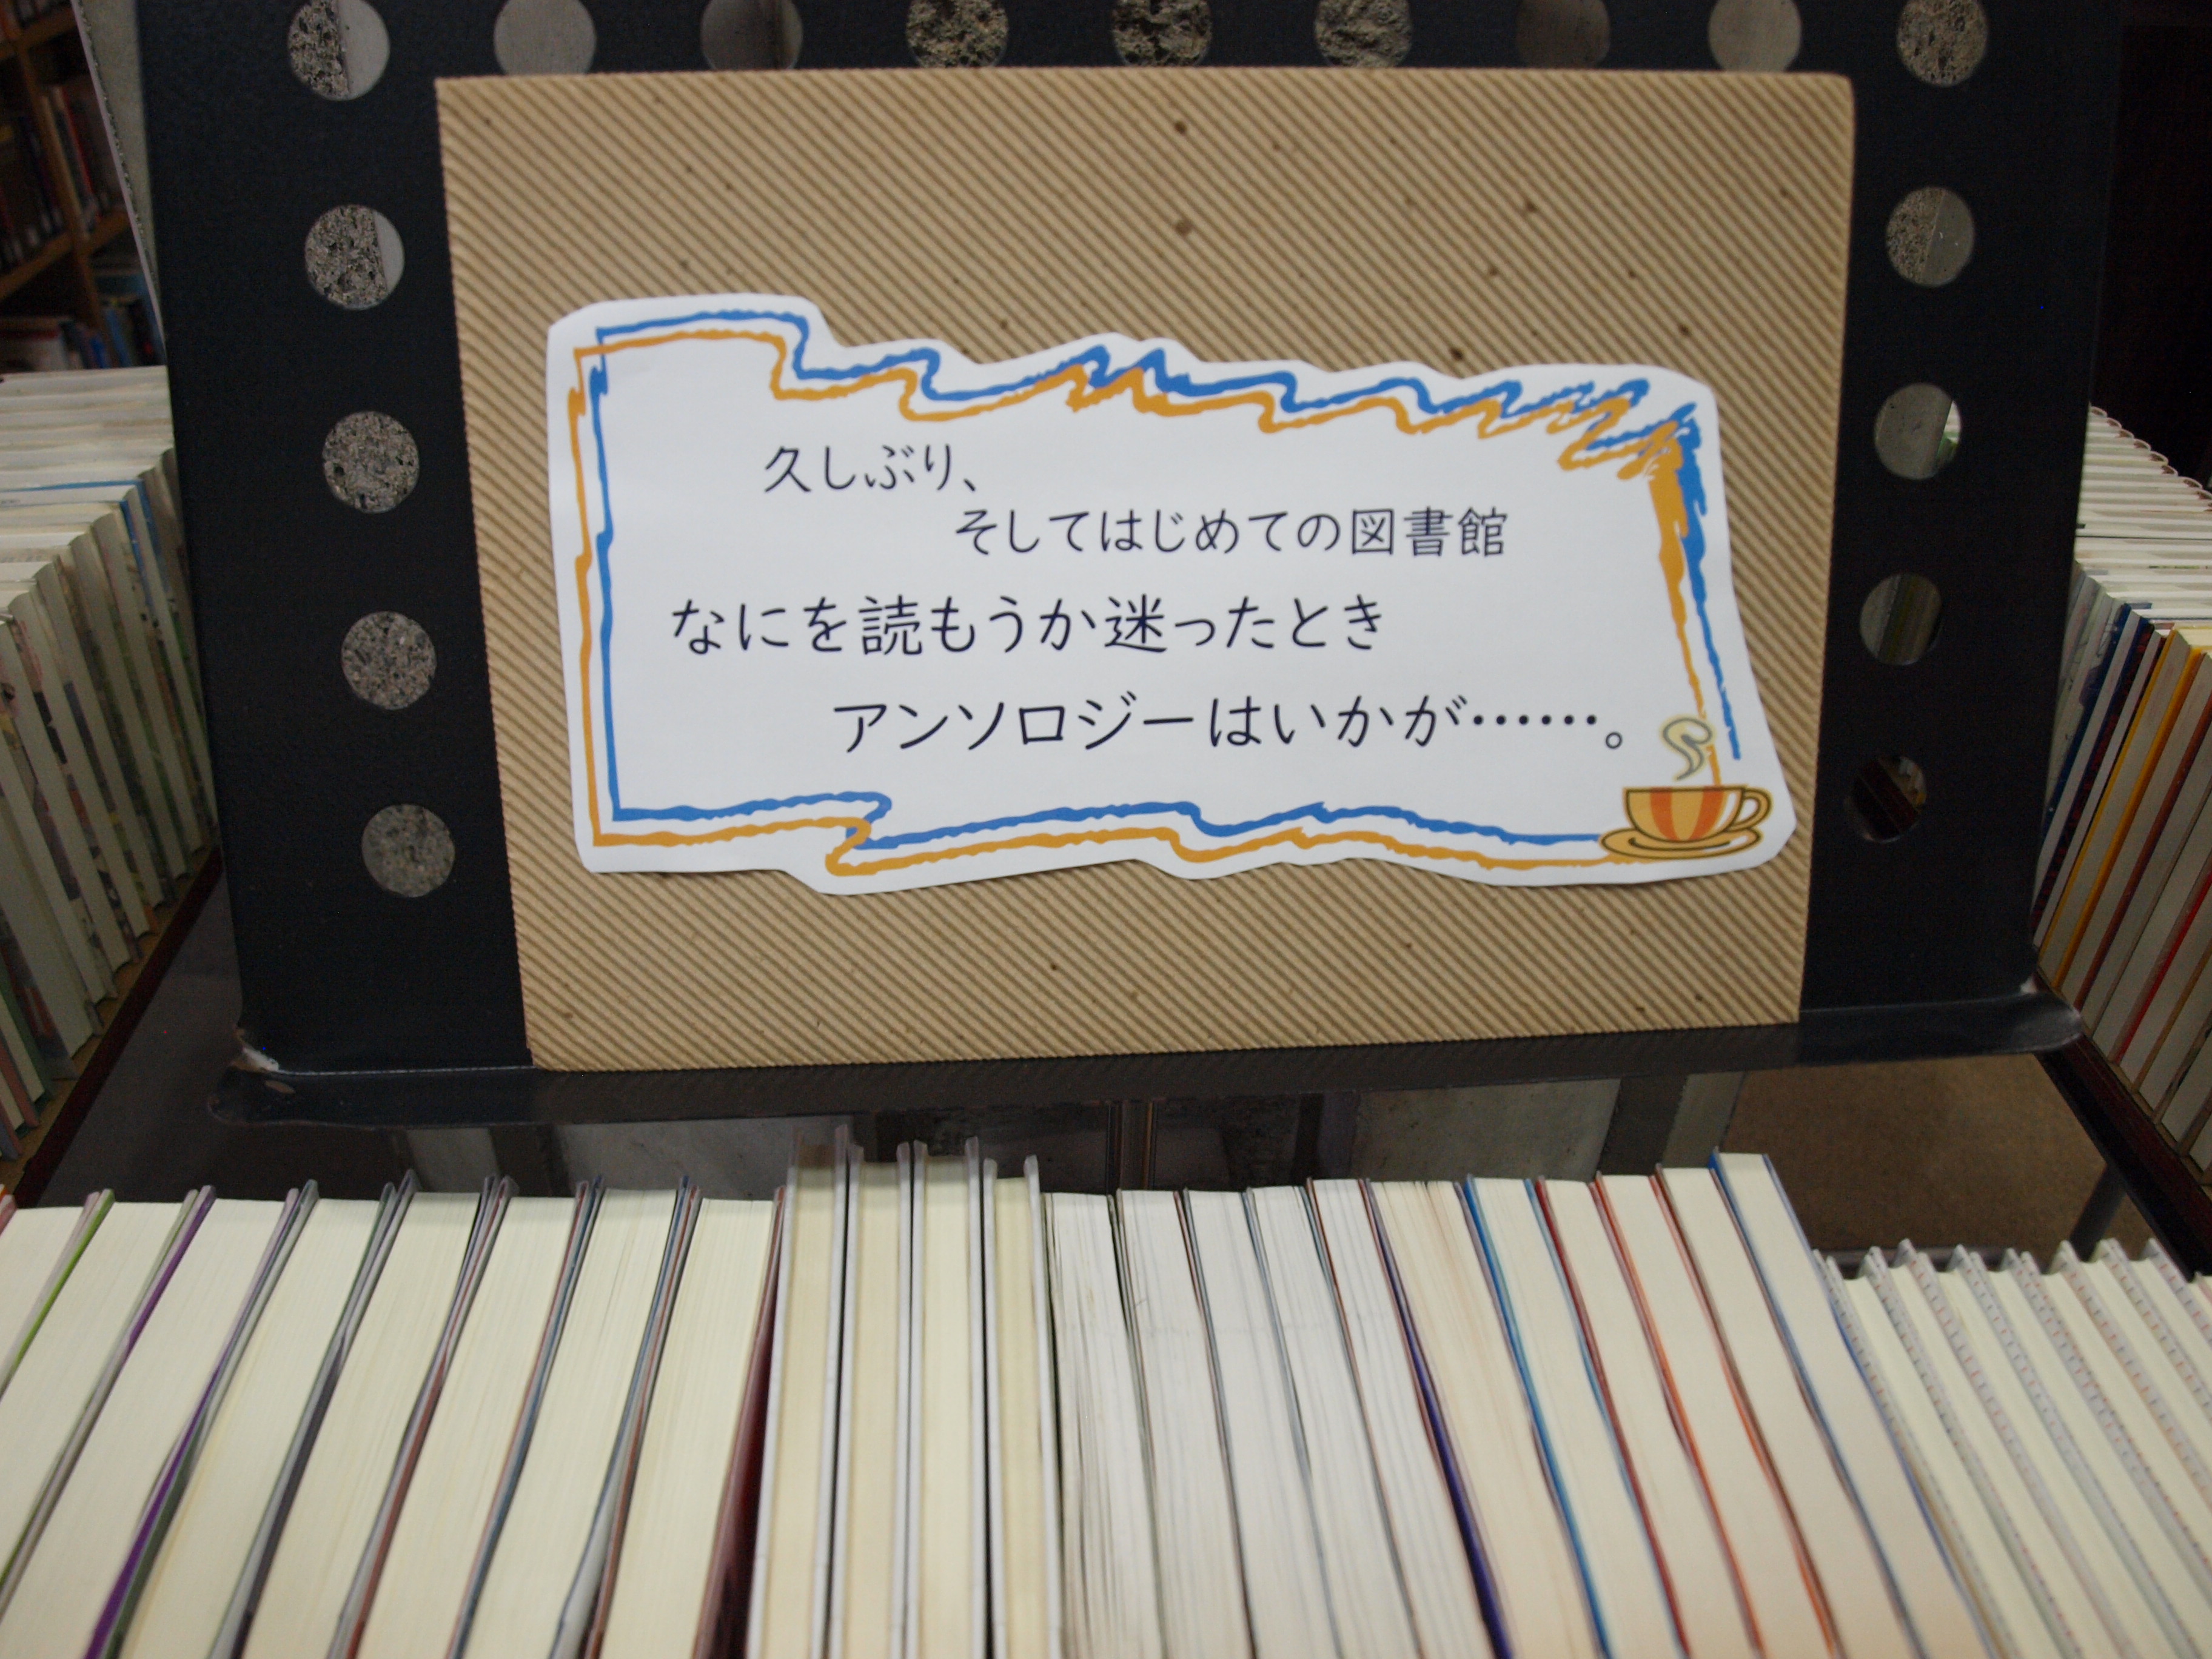 久しぶり、
そしてはじめての図書館
なにを読もうか迷ったとき
アンソロジーはいかが……。